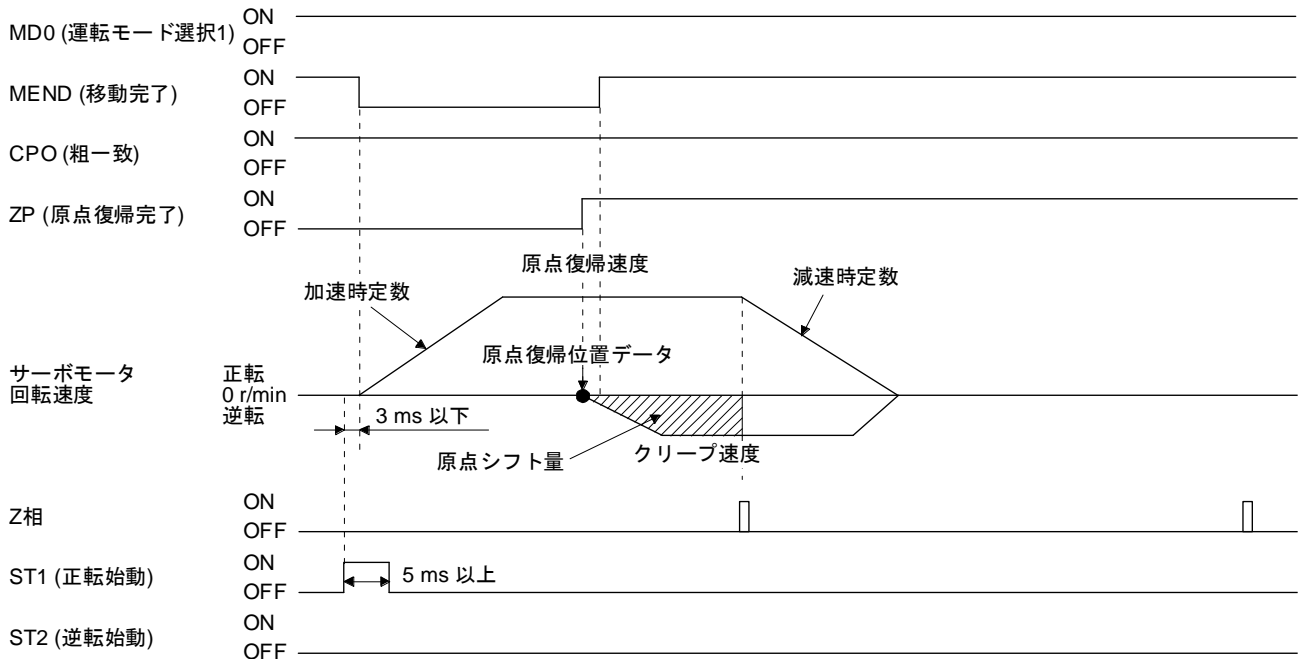 MD0 (運転モード選択1)
ON
OFF
MEND (移動完了)
ON
OFF
CPO (粗一致)
ON
OFF
ZP (原点復帰完了)
ON
OFF
原点復帰速度
加速時定数
減速時定数
原点復帰位置データ
サーボモータ
回転速度
正転
0 r/min
逆転
3 ms 以下
原点シフト量
クリープ速度
Z相
ON
OFF
ST1 (正転始動)
ON
OFF
5 ms 以上
ST2 (逆転始動)
ON
OFF